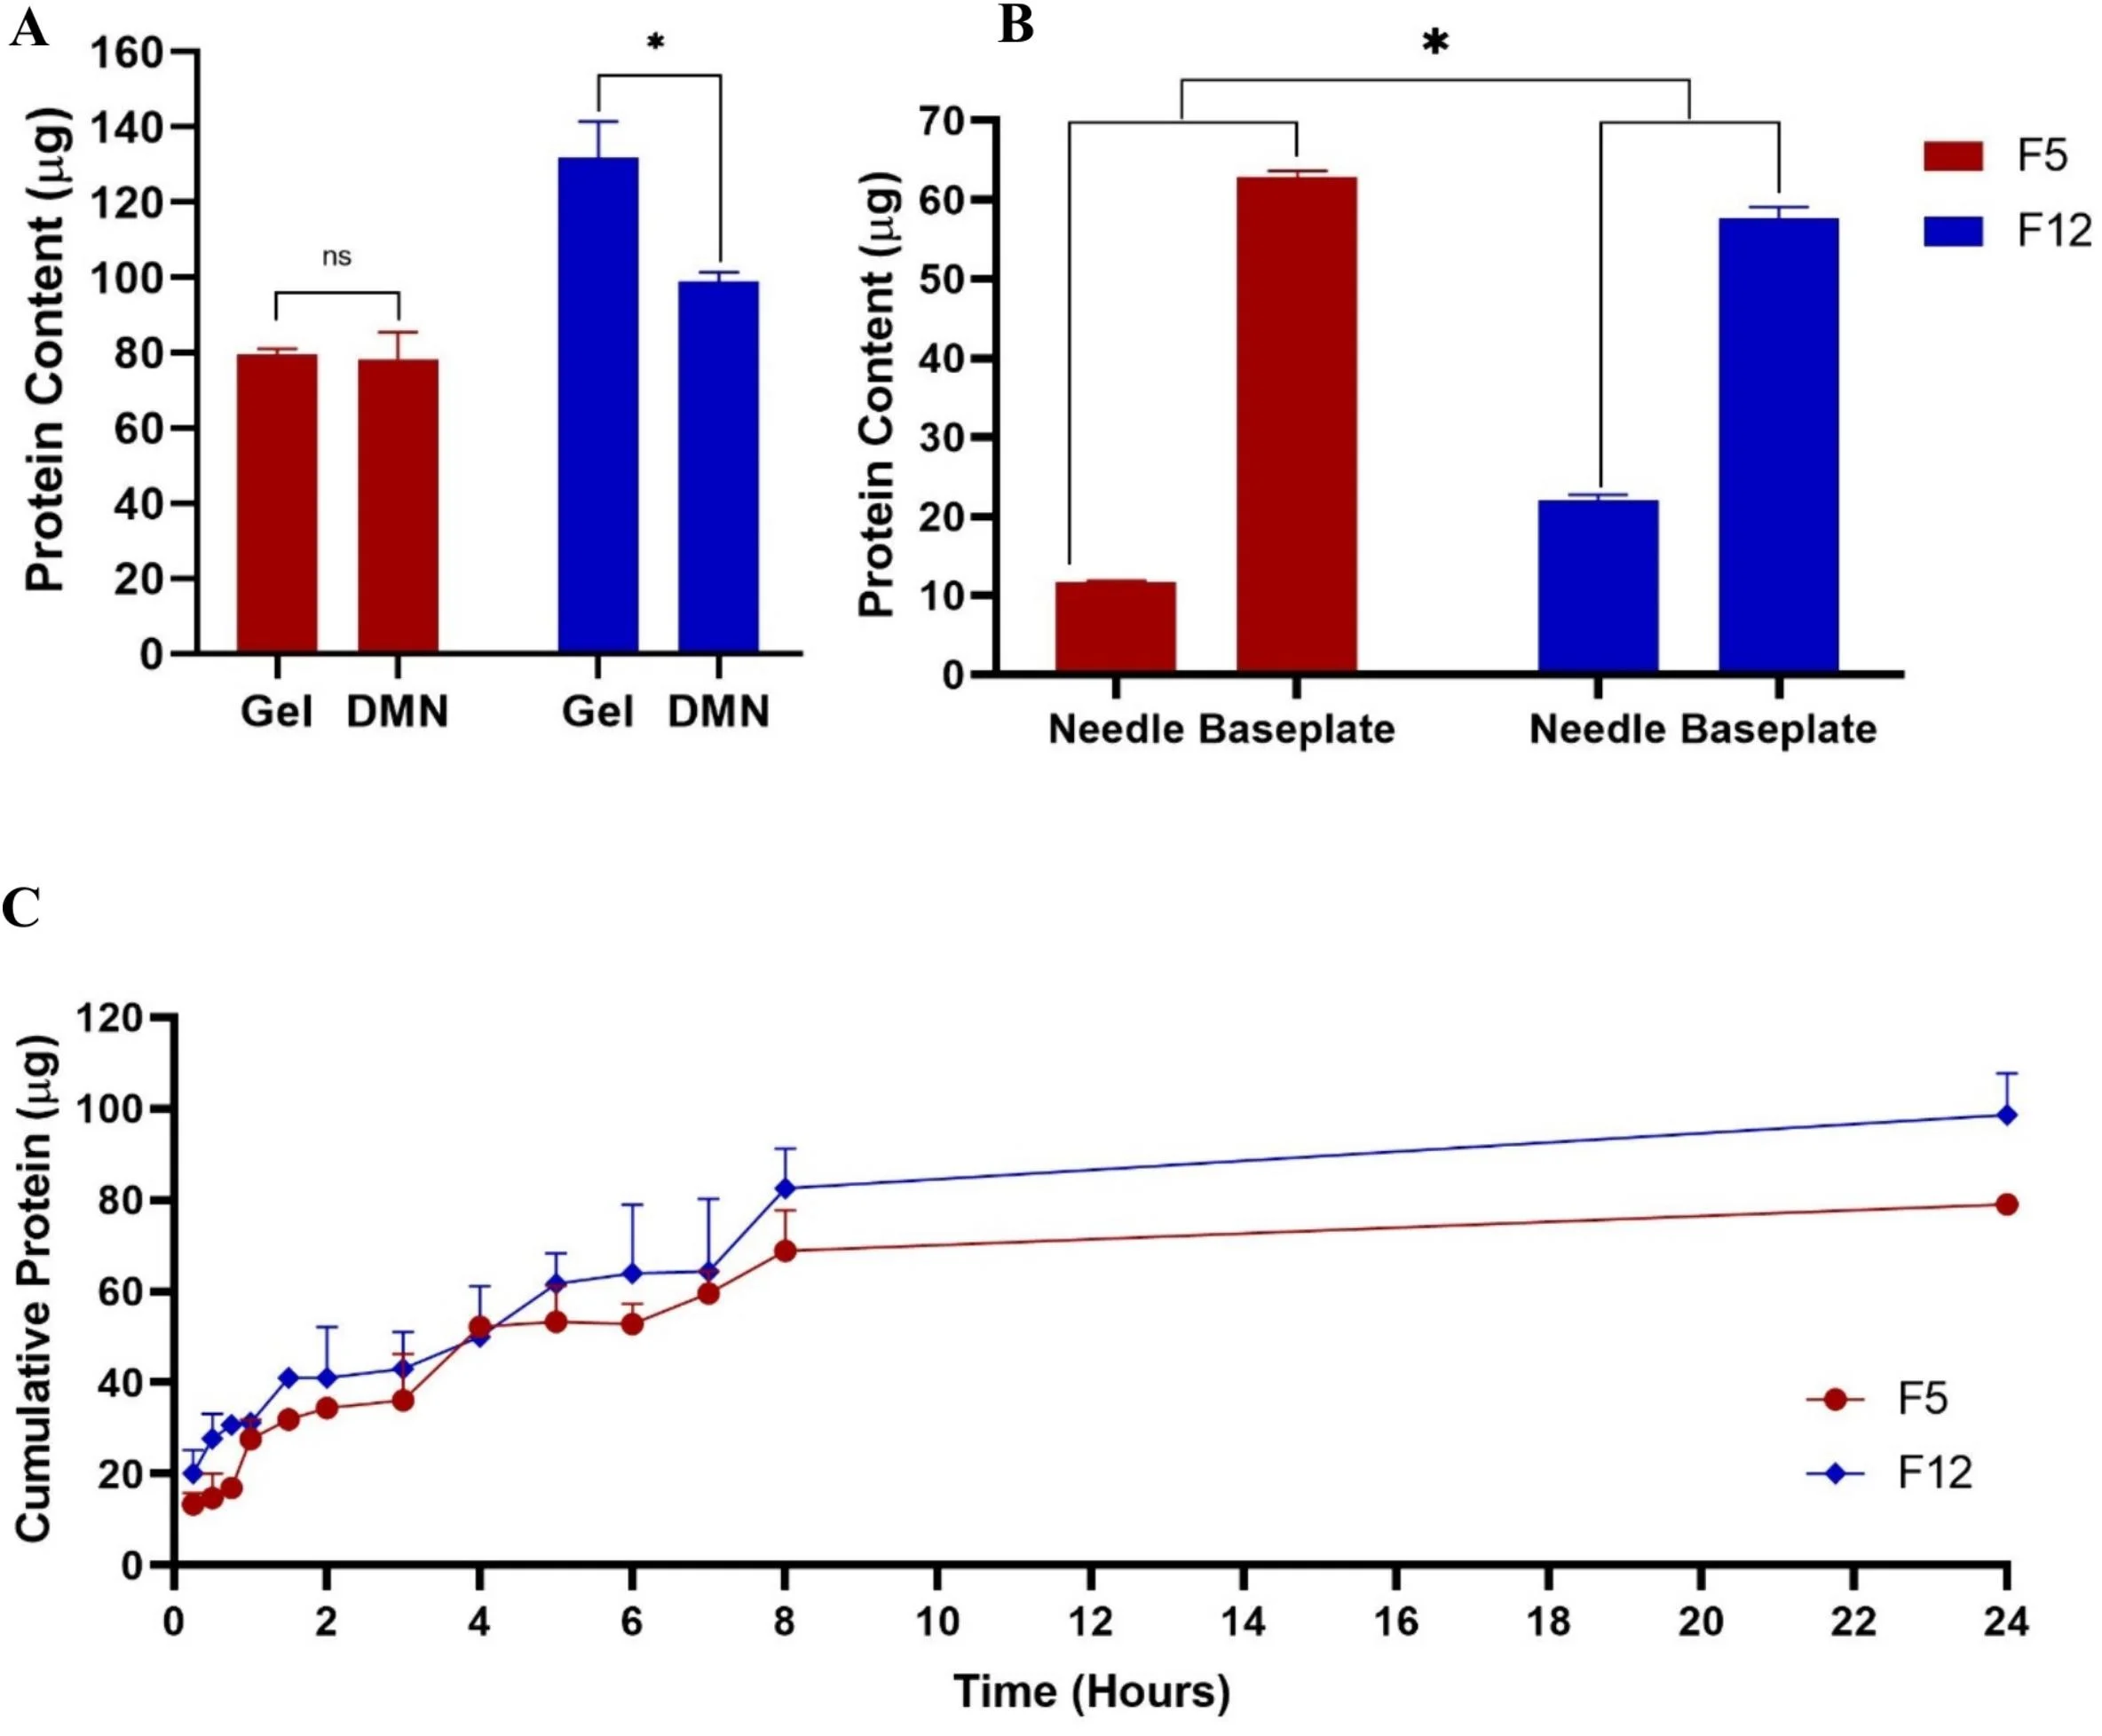 A
160
140
120
100
80
60
40
20
0
Protein Content (μg)
ns
*
Gel DMN Gel DMN
B
*
70
60
50
40
30
20
10
0
Protein Content (μg)
Needle Baseplate Needle Baseplate
F5
F12
C
120
100
80
60
40
20
0
Cumulative Protein (μg)
F5
F12
0 2 4 6 8 10 12 14 16 18 20 22 24
Time (Hours)